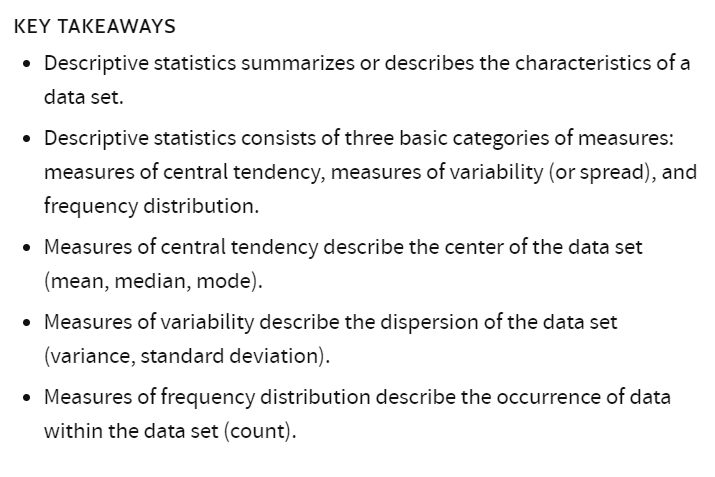 KEY TAKEAWAYS
• Descriptive statistics summarizes or describes the characteristics of a
data set.
• Descriptive statistics consists of three basic categories of measures:
measures of central tendency, measures of variability (or spread), and
frequency distribution.
• Measures of central tendency describe the center of the data set
(mean, median, mode).
• Measures of variability describe the dispersion of the data set
(variance, standard deviation).
• Measures of frequency distribution describe the occurrence of data
within the data set (count).